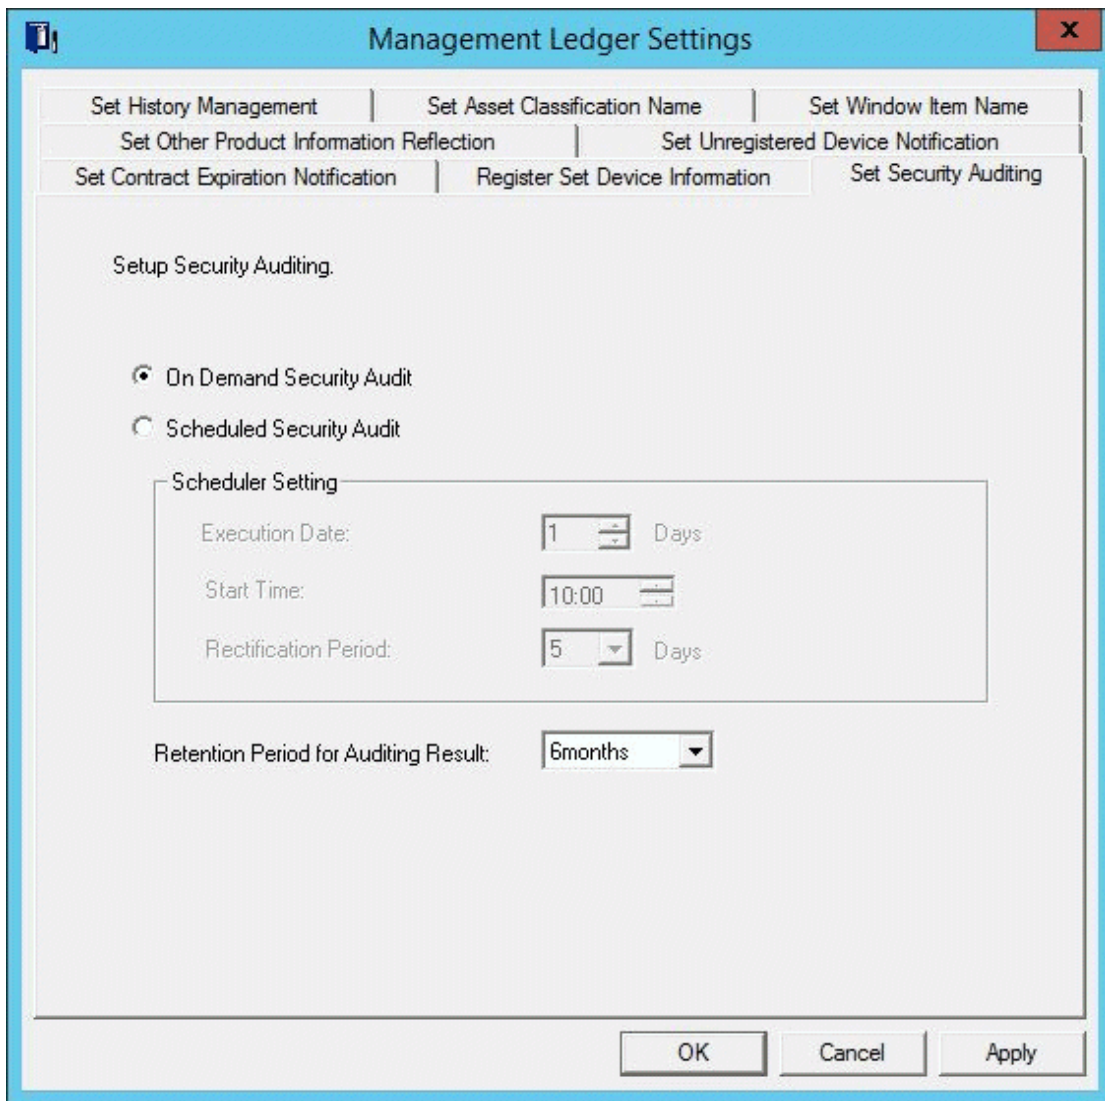 Management Ledger Settings
x
Set History Management
Set Asset Classification Name
Set Window Item Name
Set Other Product Information Reflection
Set Unregistered Device Notification
Set Contract Expiration Notification
Register Set Device Information
Set Security Auditing
Setup Security Auditing.
On Demand Security Audit
Scheduled Security Audit
Scheduler Setting
Execution Date: 1 Days
Start Time: 10:00
Rectification Period: 5 Days
Retention Period for Auditing Result: 6months
OK Cancel Apply